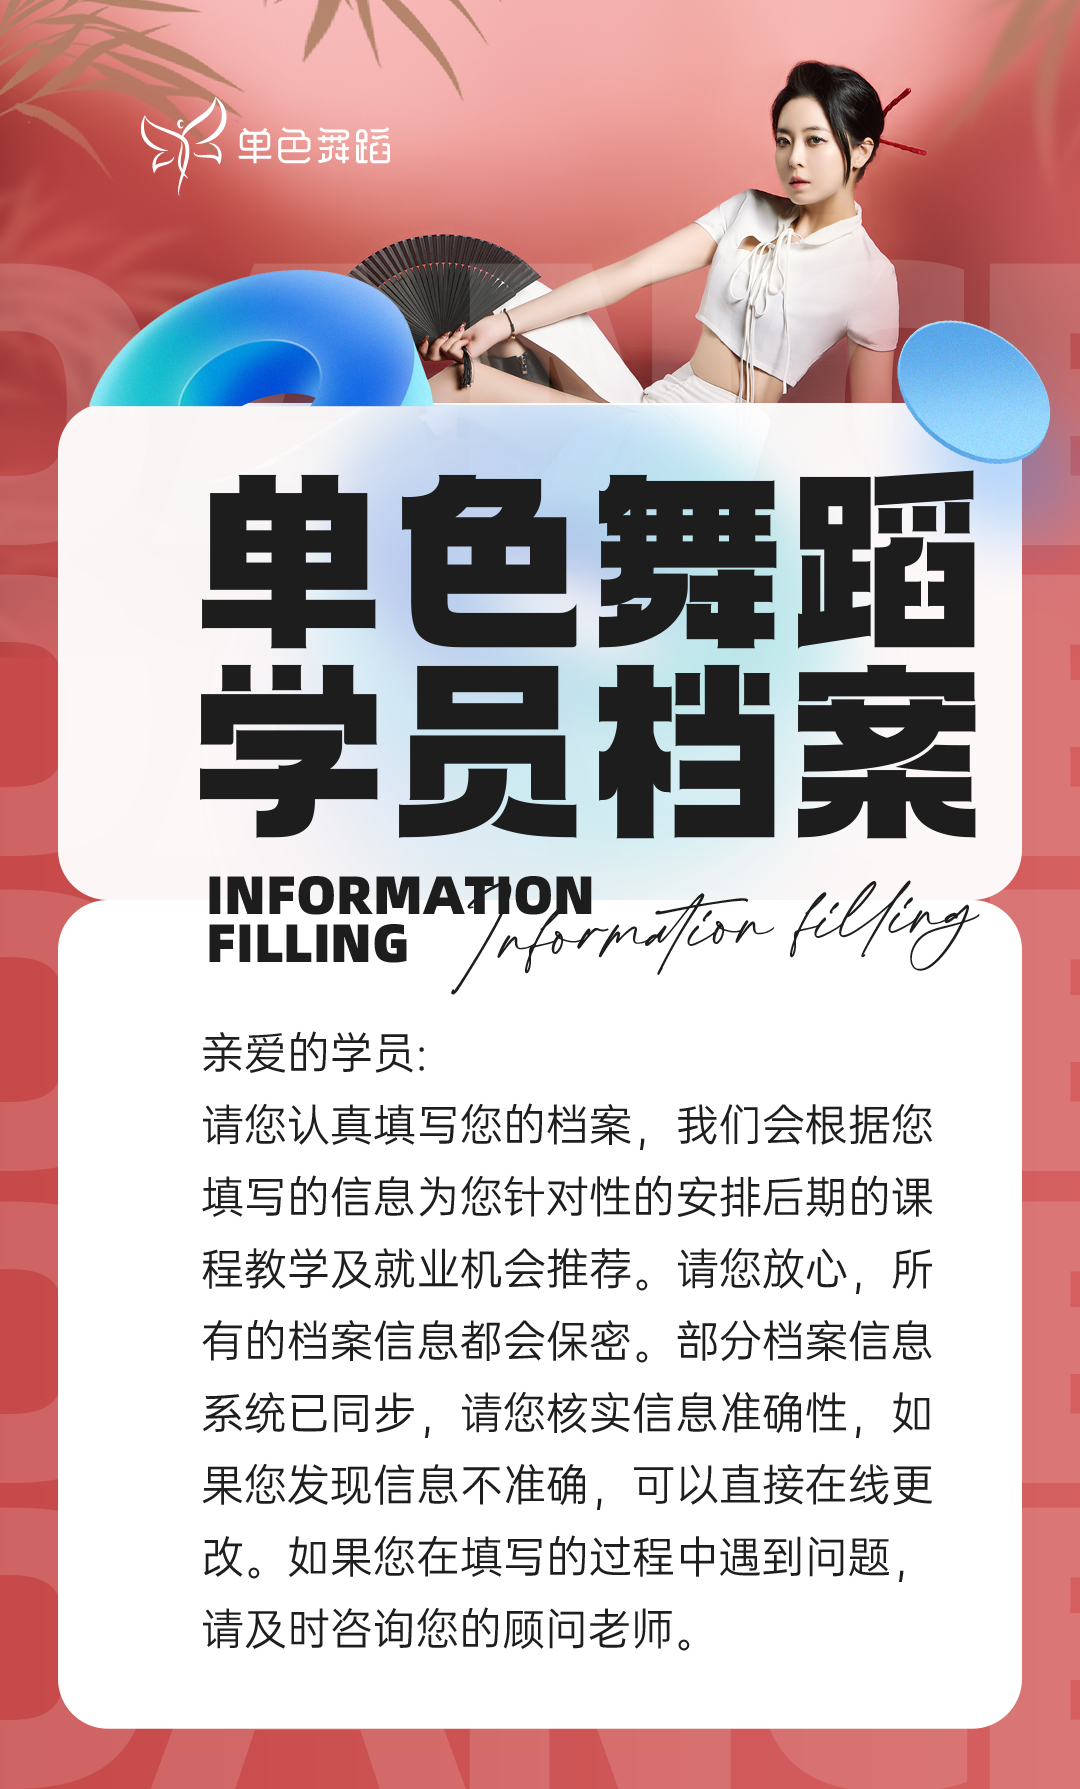 单色舞蹈
单色舞蹈
学员档案
INFORMATION
FILLING
Information filling
亲爱的学员:
请您认真填写您的档案，我们会根据您
填写的信息为您针对性的安排后期的课
程教学及就业机会推荐。请您放心，所
有的档案信息都会保密。部分档案信息
系统已同步，请您核实信息准确性，如
果您发现信息不准确，可以直接在线更
改。如果您在填写的过程中遇到问题，
请及时咨询您的顾问老师。
DANCE